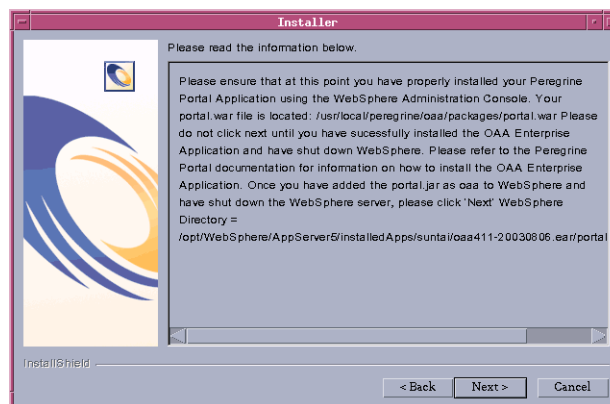 Installer
Please read the information below.
Please ensure that at this point you have properly installed your Peregrine
Portal Application using the WebSphere Administration Console. Your
portal.war file is located: /usr/local/peregrine/oaa/packages/portal.war Please
do not click next until you have sucessfully installed the OAA Enterprise
Application and have shut down WebSphere. Please refer to the Peregrine
Portal documentation for information on how to install the OAA Enterprise
Application. Once you have added the portal.jar as oaa to WebSphere and
have shut down the WebSphere server, please click 'Next' WebSphere
Directory =
/opt/WebSphere/AppServer5/installedApps/suntai/oaa411-20030806.ear/portal
InstallShield
< Back
Next >
Cancel